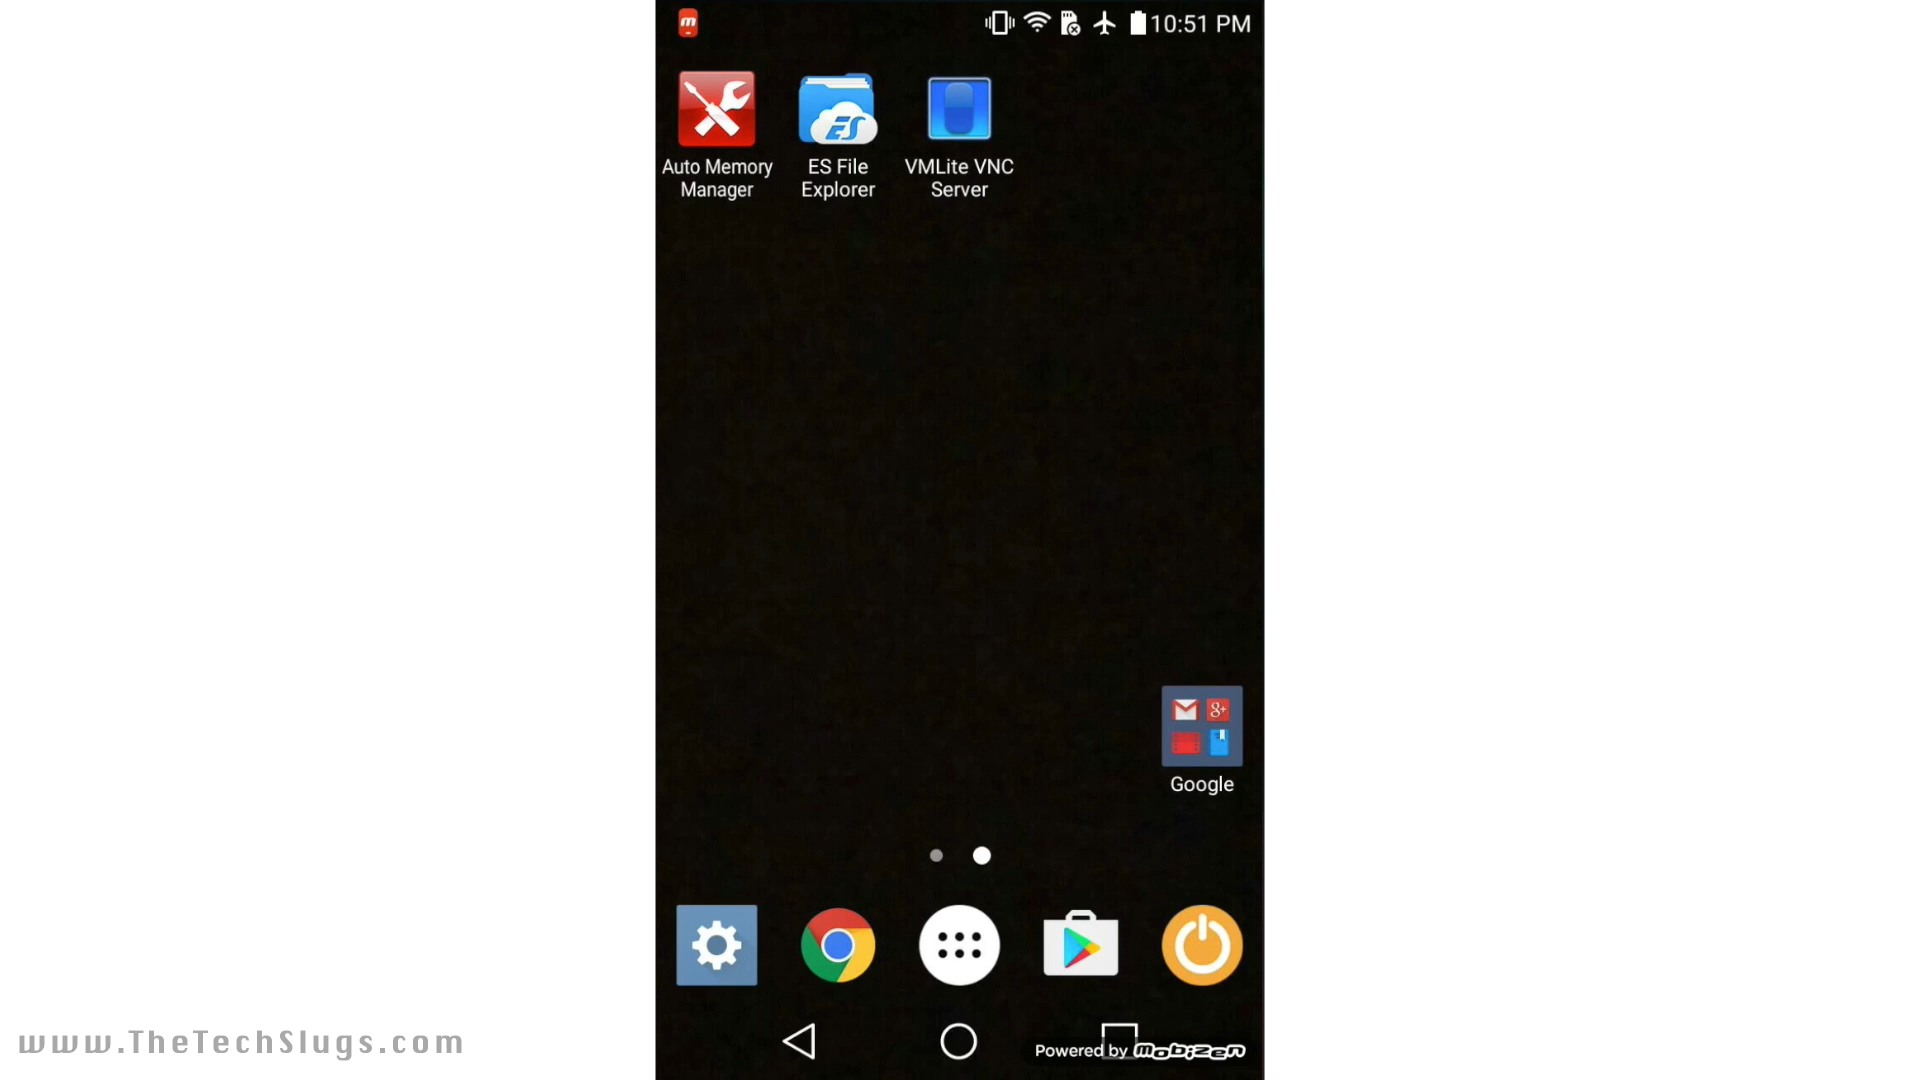 10:51 PM
Auto Memory
Manager
ES File
Explorer
VMLite VNC
Server
Google
www.TheTechSlugs.com
Powered by mobizen